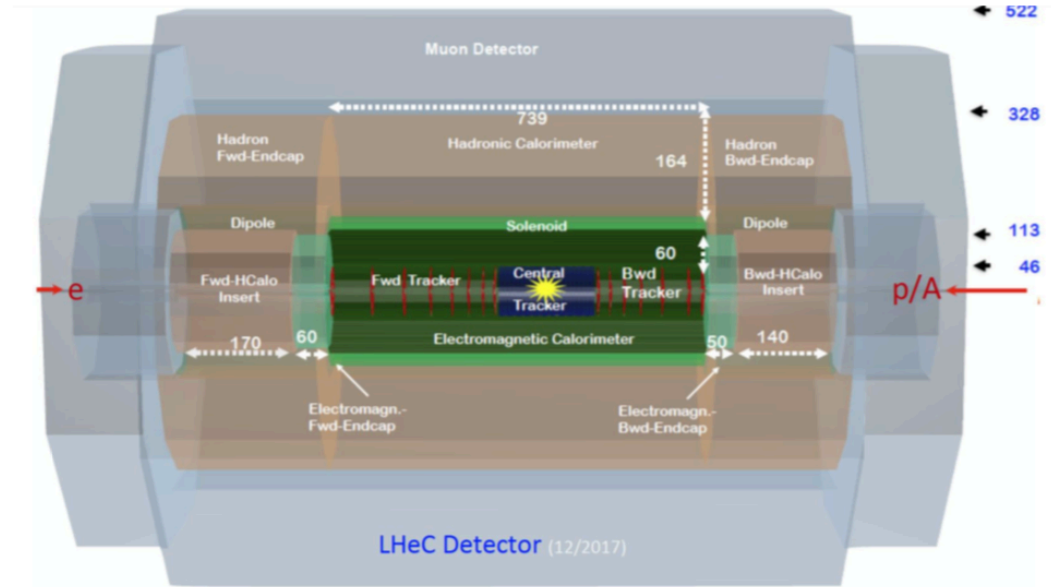 522
Muon Detector
328
739
Hadron
Fwd-Endcap
Hadronic Calorimeter
Hadron
Bwd-Endcap
164
Dipole
Solenoid
Dipole
113
60
46
e
Fwd-HCalo
Insert
Fwd Tracker
Central
Tracker
Bwd
Tracker
Bwd-HCalo
Insert
p/A
170
60
Electromagnetic Calorimeter
50
140
Electromagn.-
Fwd-Endcap
Electromagn.-
Bwd-Endcap
LHeC Detector (12/2017)